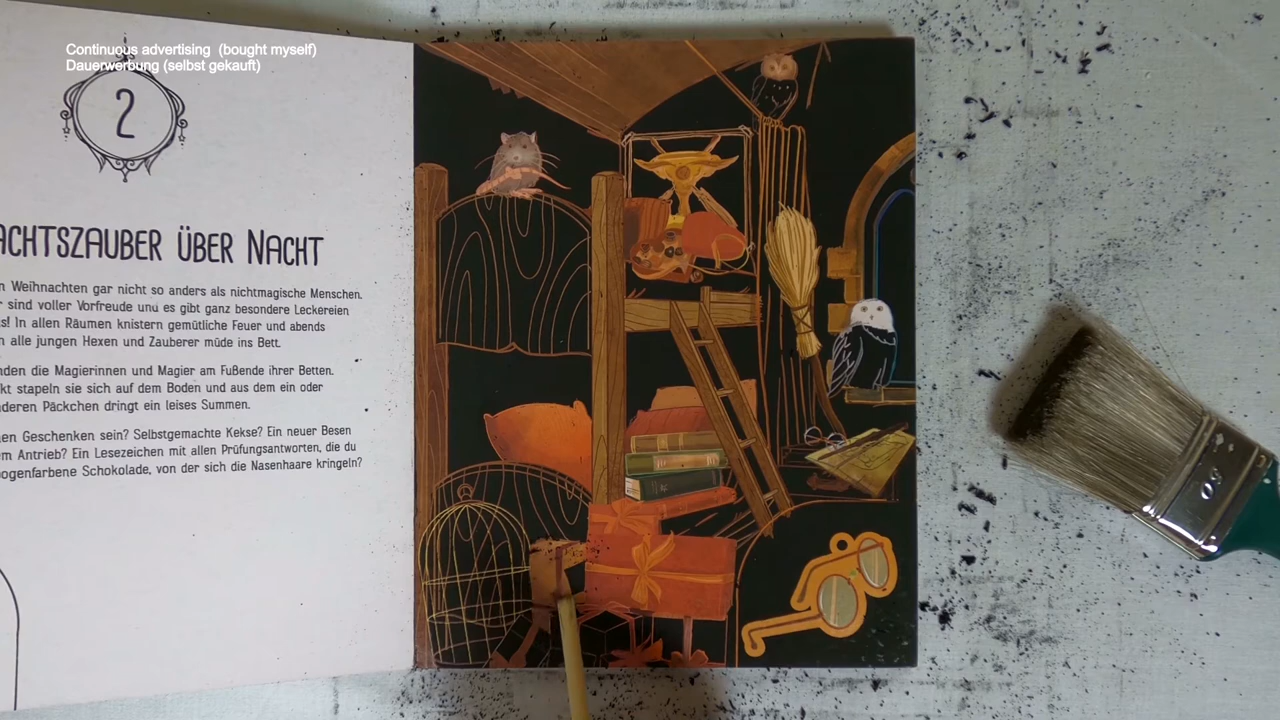 Continuous advertising (bought myself)
Dauerwerbung (selbst gekauft)
2
ACHTSZAUBER ÜBER NACHT
n Weihnachten gar nicht so anders als nichtmagische Menschen.
r sind voller Vorfreude und es gibt ganz besondere Leckereien
s! In allen Räumen knistern gemütliche Feuer und abends
n alle jungen Hexen und Zauberer müde ins Bett.
nden die Magierinnen und Magier am Fußende ihrer Betten.
kt stapeln sie sich auf dem Boden und aus dem ein oder
nderen Päckchen dringt ein leises Summen.
en Geschenken sein? Selbstgemachte Kekse? Ein neuer Besen
em Antrieb? Ein Lesezeichen mit allen Prüfungsantworten, die du
ogenfarbene Schokolade, von der sich die Nasenhaare kringeln?
60